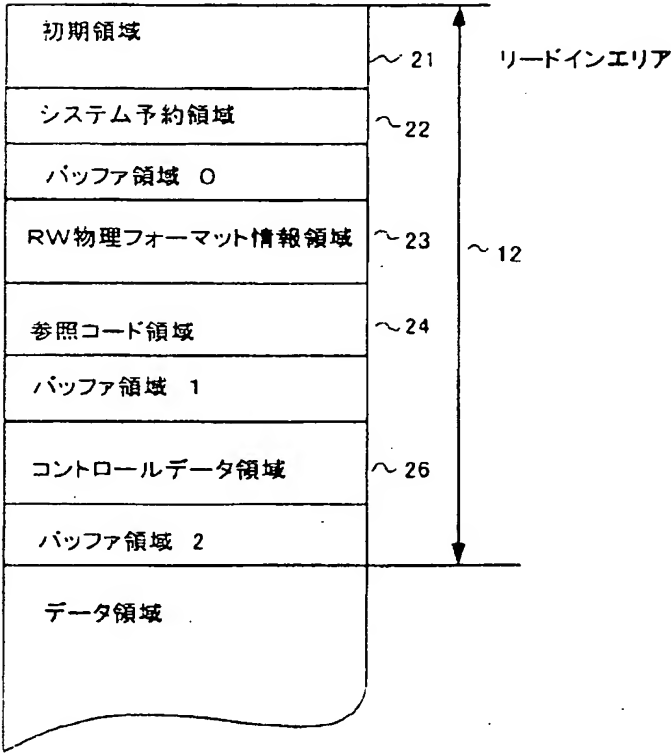 初期領域
21 リードインエリア
システム予約領域 22
バッファ領域 0
RW物理フォーマット情報領域 23
12
参照コード領域 24
バッファ領域 1
コントロールデータ領域 26
バッファ領域 2
データ領域